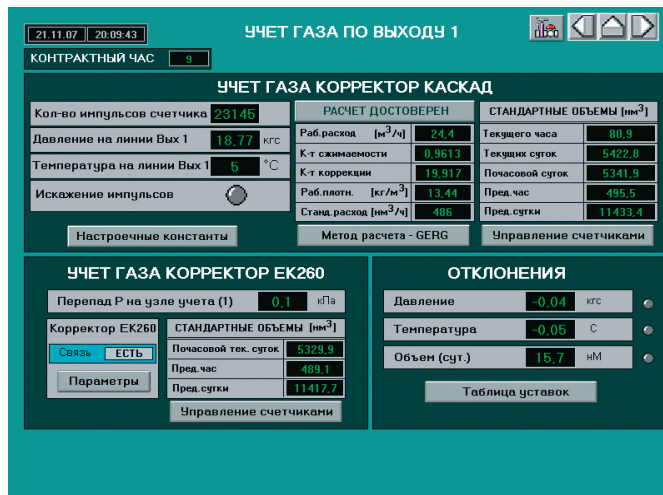 21.11.07 20:09:43 УЧЕТ ГАЗА ПО ВЫХОДУ 1
КОНТРАКТНЫЙ ЧАС 9
УЧЕТ ГАЗА КОРРЕКТОР КАСКАД
Кол-во импульсов счетчика 23145
Давление на линии Вых 1 18,77 кгс
Температура на линии Вых 1 5 °C
Искажение импульсов
Настроечные константы
РАСЧЕТ ДОСТОВЕРЕН
Раб.расход [м³/ч] 24,4
К-т сжимаемости 0,9613
К-т коррекции 19,917
Раб.плотн. [кг/м³] 13,44
Станд.расход [нм³/ч] 486
Метод расчета - GERG
СТАНДАРТНЫЕ ОБЪЕМЫ [нм³]
Текущего часа 80,9
Текущих суток 5422,8
Почасовой суток 5341,9
Пред.час 495,5
Пред.сутки 11433,4
Управление счетчиками
УЧЕТ ГАЗА КОРРЕКТОР ЕК260
Перепад Р на узле учета (1) 0,1 кПа
Корректор ЕК260
Связь ЕСТЬ
Параметры
СТАНДАРТНЫЕ ОБЪЕМЫ [нм³]
Почасовой тек. суток 5329,9
Пред.час 489,1
Пред.сутки 11417,7
Управление счетчиками
ОТКЛОНЕНИЯ
Давление -0,04 кгс
Температура -0,05 С
Объем (сут.) 15,7 нМ
Таблица уставок